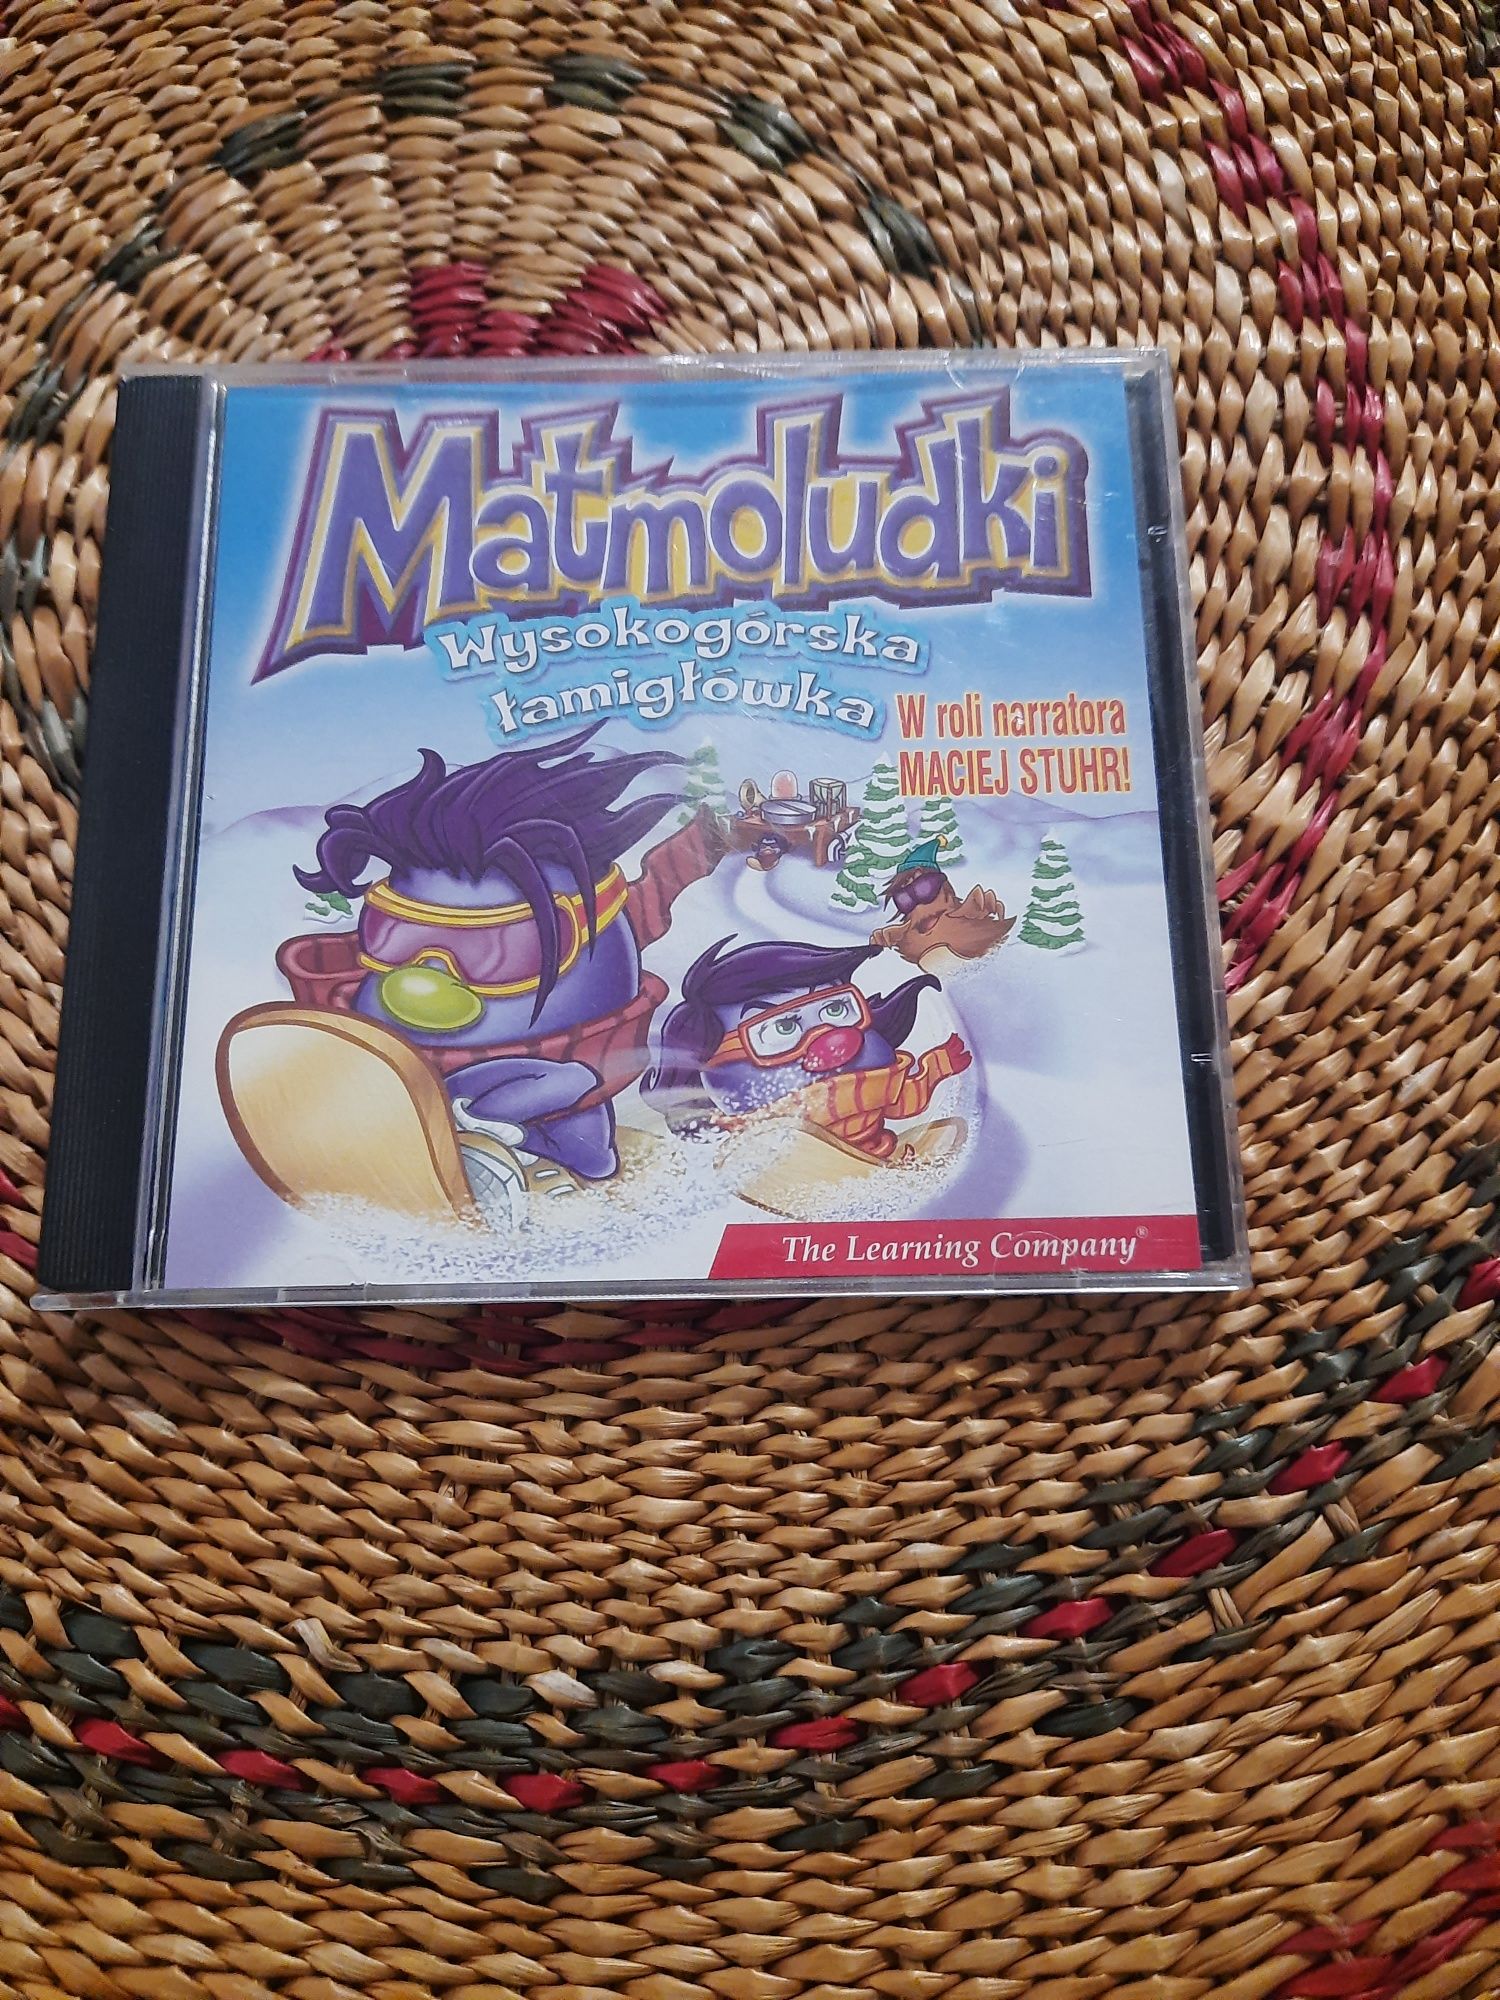 Matmoludki
Wysokogórska
łamigłówka
W roli narratora
MACIEJ STUHR!
The Learning Company®